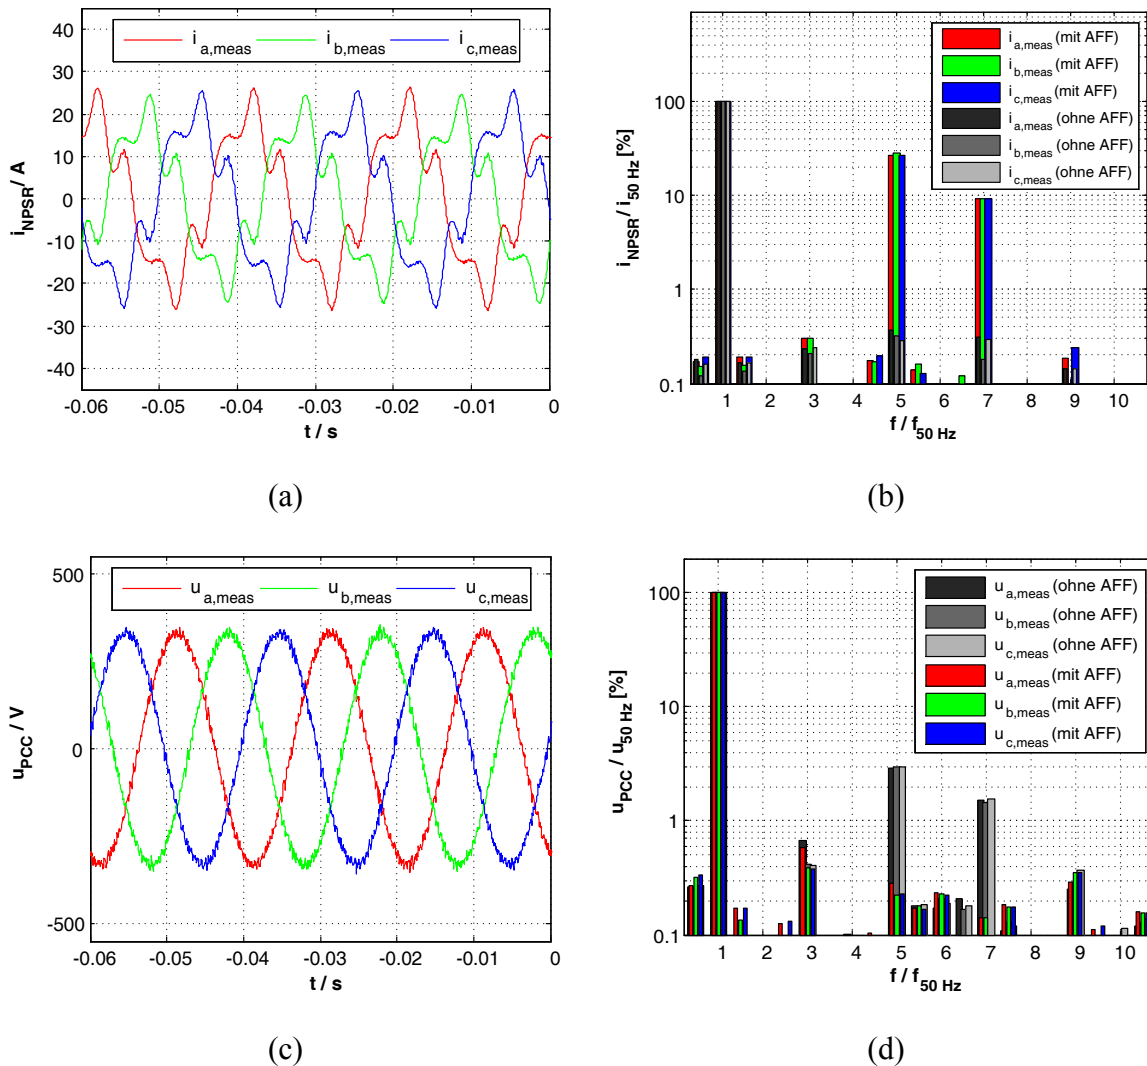 45
35
25
20
10
0
-10
-20
-30
-40
i_NPSR / A
i_a,meas i_b,meas i_c,meas
-0.06 -0.05 -0.04 -0.03 -0.02 -0.01 0
t / s
(a)
100
10
1
0.1
i_NPSR / i_50 Hz [%]
i_a,meas (mit AFF)
i_b,meas (mit AFF)
i_c,meas (mit AFF)
i_a,meas (ohne AFF)
i_b,meas (ohne AFF)
i_c,meas (ohne AFF)
1 2 3 4 5 6 7 8 9 10
f / f_50 Hz
(b)
500
0
-500
u_PCC / V
u_a,meas u_b,meas u_c,meas
-0.06 -0.05 -0.04 -0.03 -0.02 -0.01 0
t / s
(c)
100
10
1
0.1
u_PCC / u_50 Hz [%]
u_a,meas (ohne AFF)
u_b,meas (ohne AFF)
u_c,meas (ohne AFF)
u_a,meas (mit AFF)
u_b,meas (mit AFF)
u_c,meas (mit AFF)
1 2 3 4 5 6 7 8 9 10
f / f_50 Hz
(d)